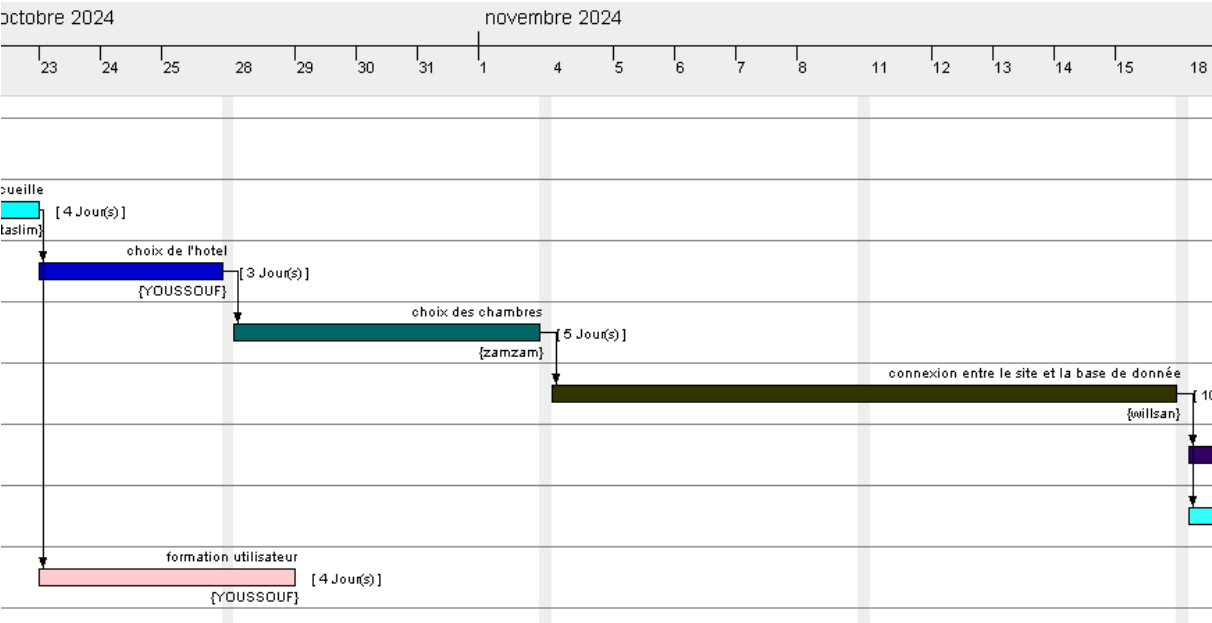 octobre 2024 novembre 2024
23 24 25 28 29 30 31 1 4 5 6 7 8 11 12 13 14 15 18
cueille
[ 4 Jour(s) ]
taslim}
choix de l'hotel
[ 3 Jour(s) ]
{YOUSSOUF}
choix des chambres
[ 5 Jour(s) ]
{zamzam}
connexion entre le site et la base de donnée
[ 10
{willsan}
formation utilisateur
[ 4 Jour(s) ]
{YOUSSOUF}